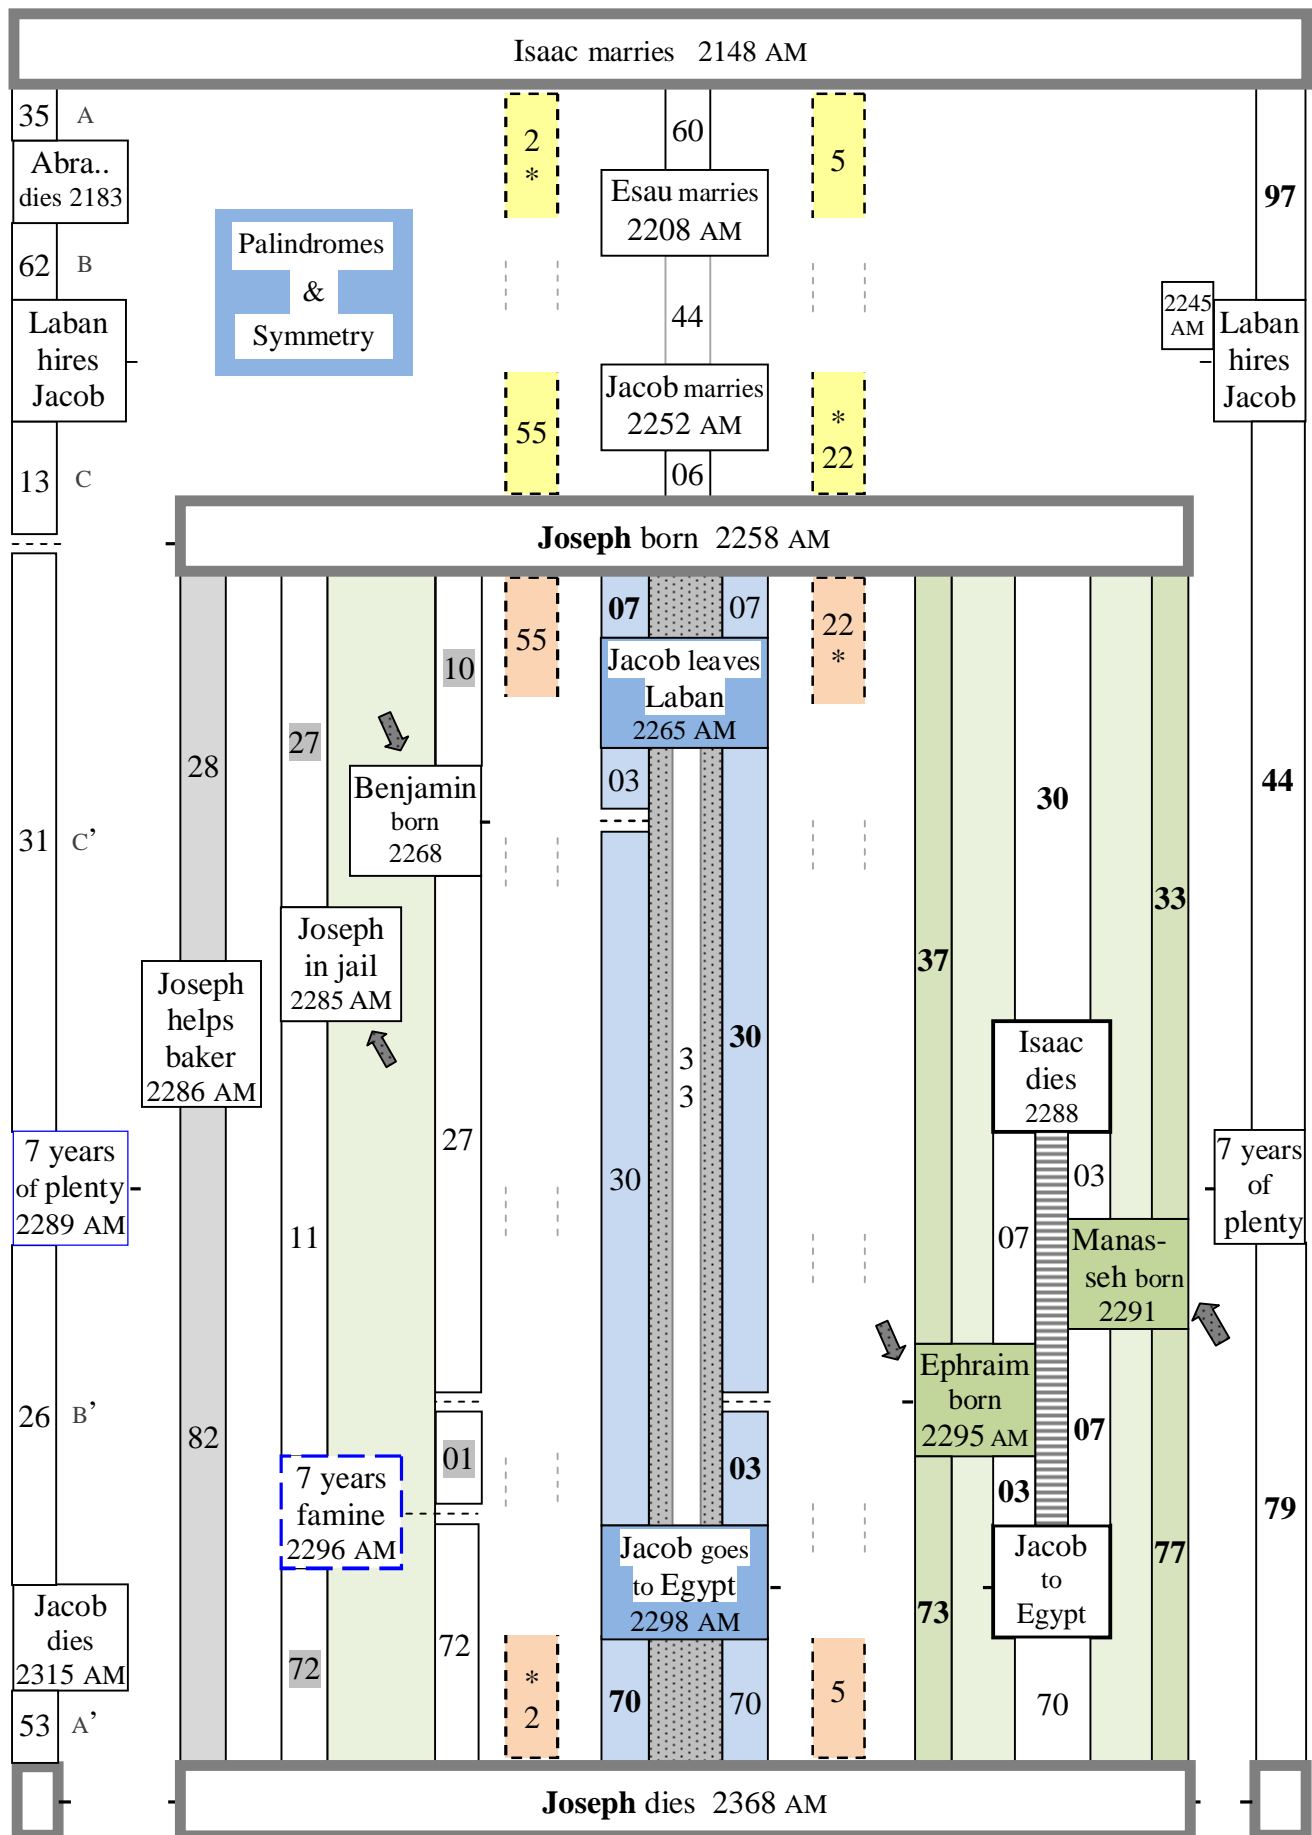 Isaac marries 2148 AM
35 A
Abra..
dies 2183
62 B
Laban
hires
Jacob
13 C
31 C’
7 years
of plenty
2289 AM
26 B’
Jacob
dies
2315 AM
53 A’
Palindromes
&
Symmetry
2
*
55
60
Esau marries
2208 AM
44
Jacob marries
2252 AM
06
5
*
22
97
2245
AM
Laban
hires
Jacob
44
7 years
of
plenty
79
Joseph born 2258 AM
28
Joseph
helps
baker
2286 AM
82
27
Joseph
in jail
2285 AM
11
7 years
famine
2296 AM
72
10
Benjamin
born
2268
27
01
72
55
*
2
07
07
Jacob leaves
Laban
2265 AM
03
30
3
3
30
03
Jacob goes
to Egypt
2298 AM
70
70
22
*
5
37
Ephraim
born
2295 AM
73
30
Isaac
dies
2288
07
03
03
07
Jacob
to
Egypt
70
33
Manas-
seh born
2291
77
Joseph dies 2368 AM